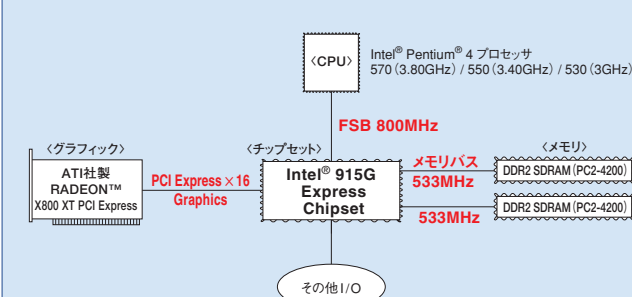 〈CPU〉
Intel® Pentium® 4 プロセッサ
570（3.80GHz）/ 550（3.40GHz）/ 530（3GHz）
FSB 800MHz
〈グラフィック〉
ATI社製
RADEON™
X800 XT PCI Express
PCI Express×16
Graphics
〈チップセット〉
Intel® 915G
Express
Chipset
メモリバス
533MHz
533MHz
〈メモリ〉
DDR2 SDRAM（PC2-4200）
DDR2 SDRAM（PC2-4200）
その他I/O